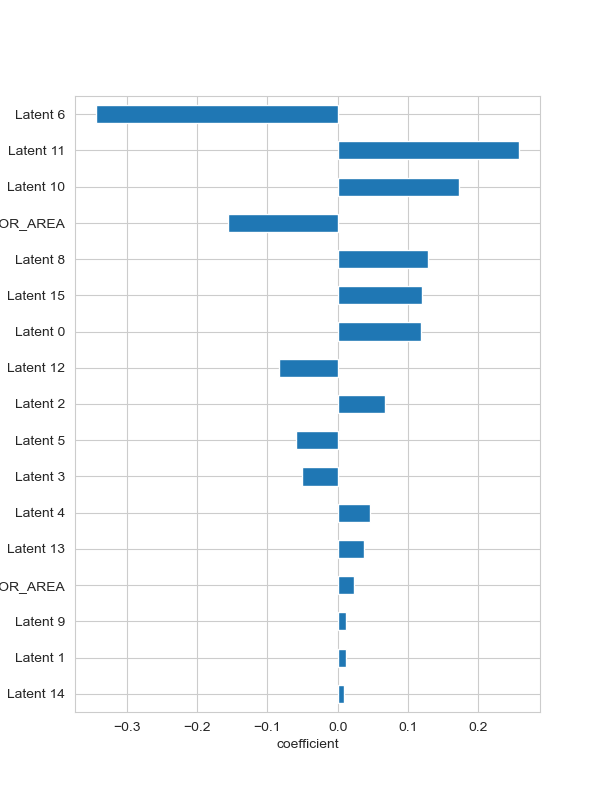 Latent 6
Latent 11
Latent 10
OR_AREA
Latent 8
Latent 15
Latent 0
Latent 12
Latent 2
Latent 5
Latent 3
Latent 4
Latent 13
OR_AREA
Latent 9
Latent 1
Latent 14
−0.3 −0.2 −0.1 0.0 0.1 0.2
coefficient